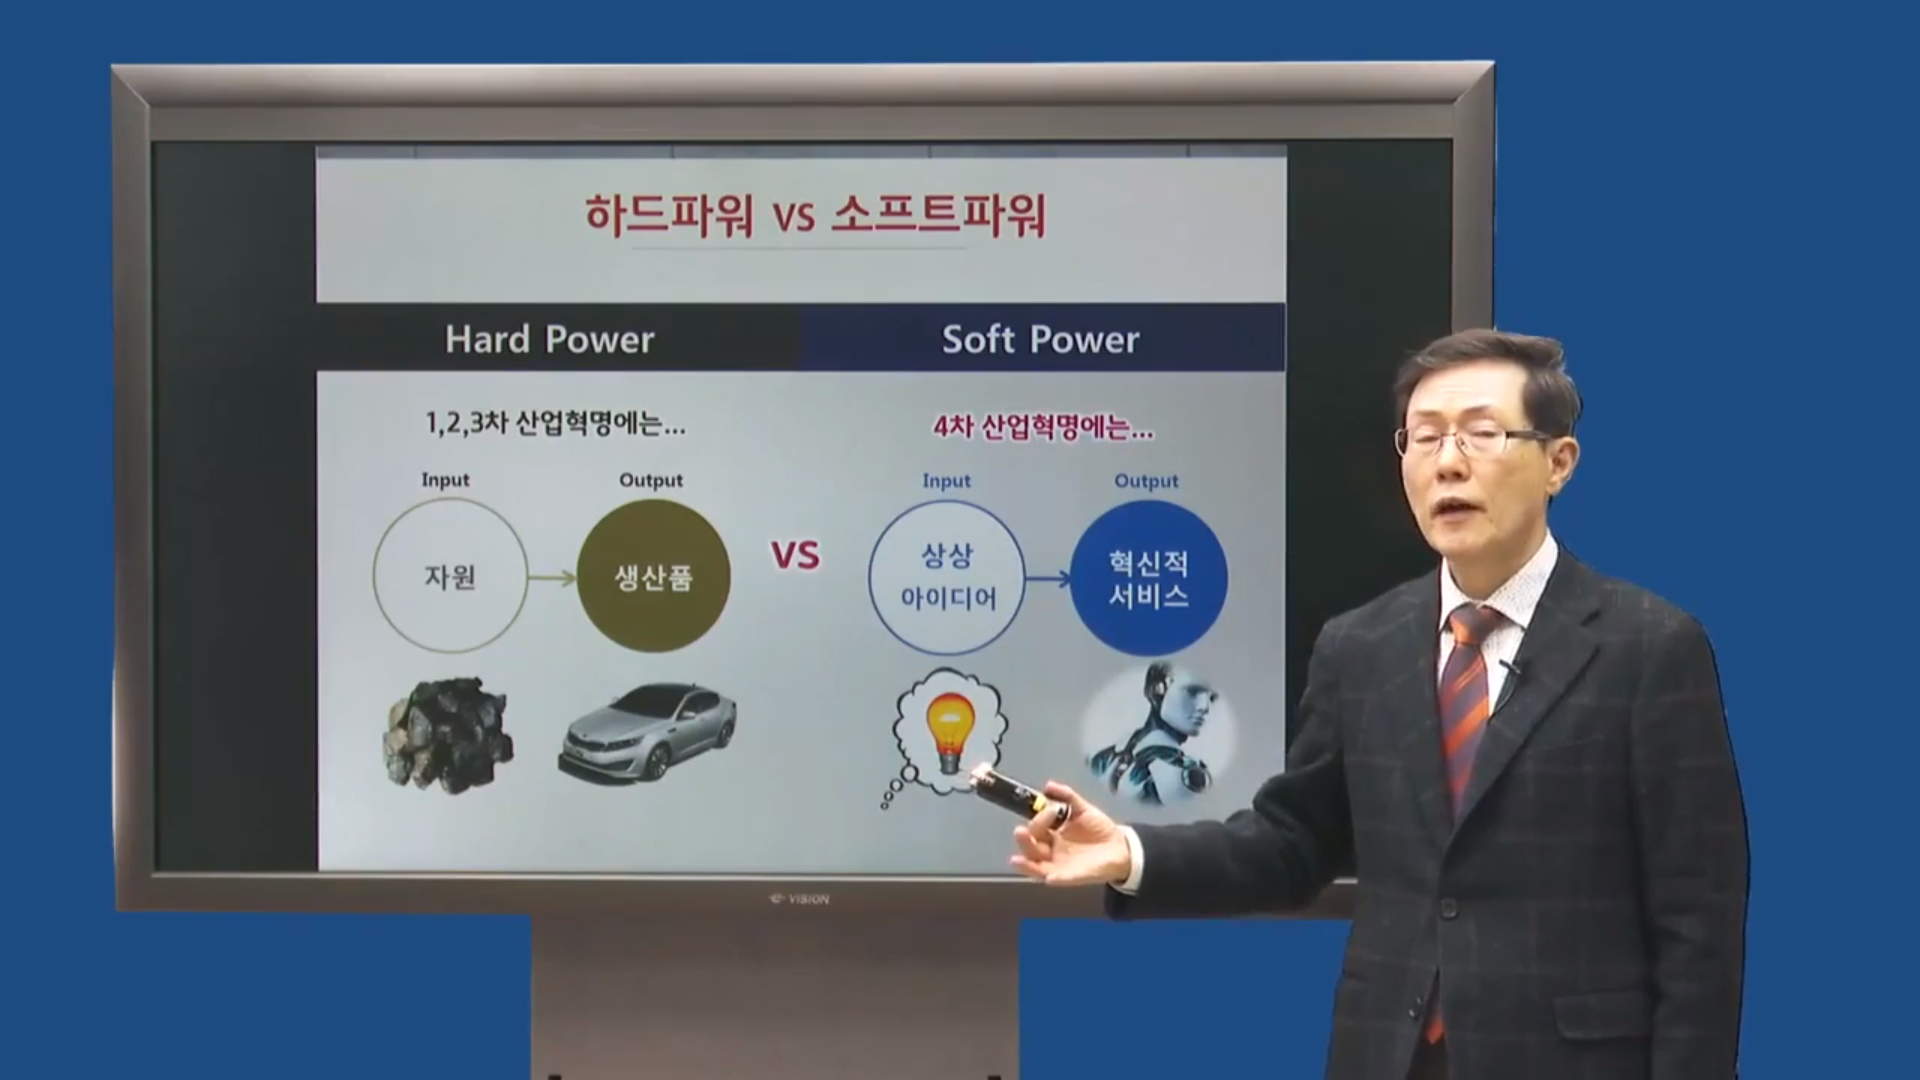 하드파워 vs 소프트파워
Hard Power
Soft Power
1,2,3차 산업혁명에는...
4차 산업혁명에는...
Input
Output
Input
Output
자원
생산품
VS
상상
아이디어
혁신적
서비스
e-VISION